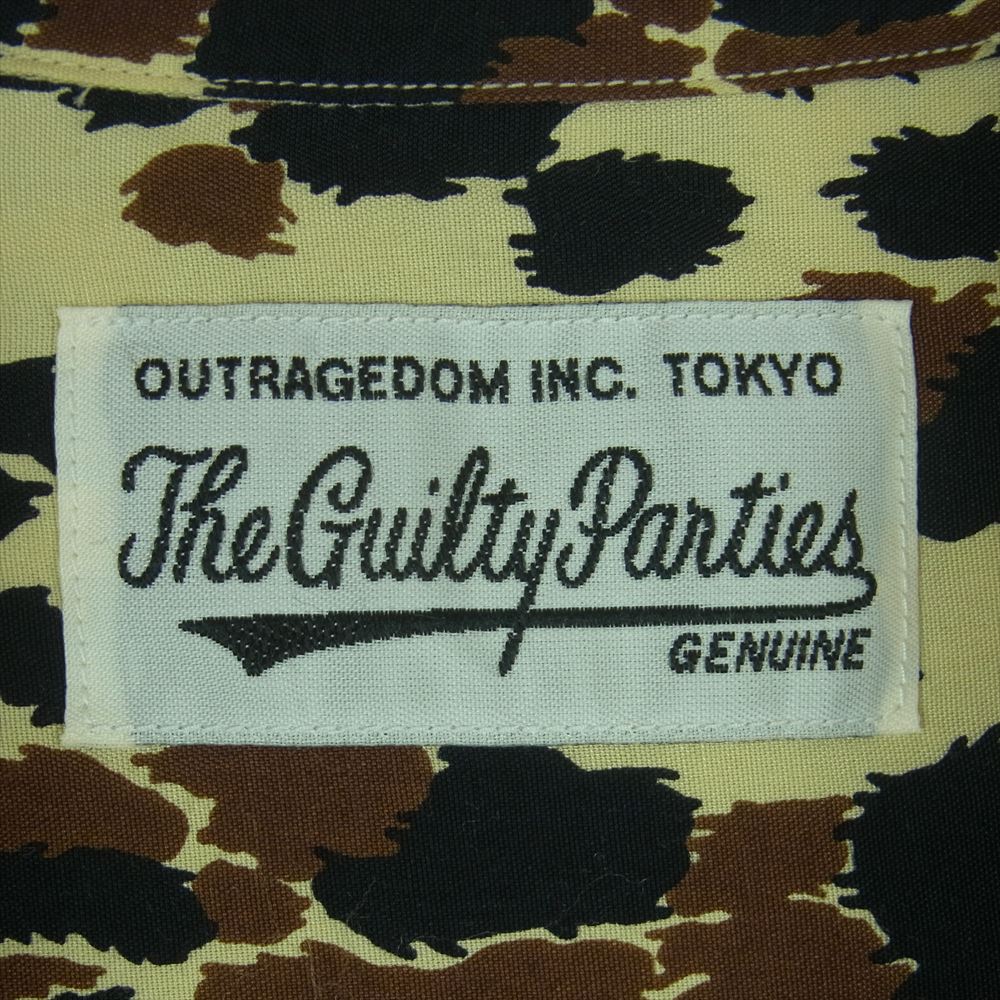 OUTRAGEDOM INC. TOKYO
The Guilty Parties
GENUINE